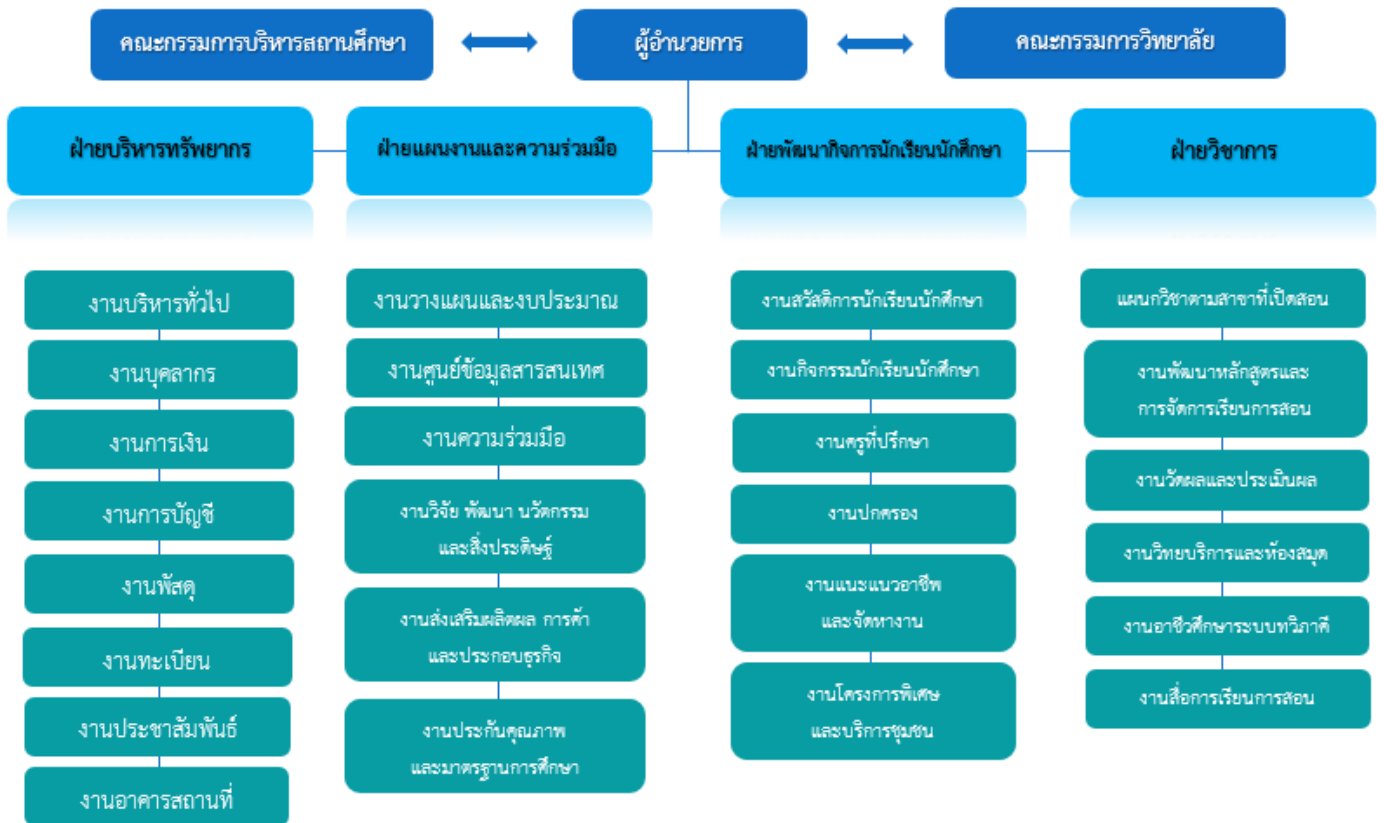 คณะกรรมการบริหารสถานศึกษา
ผู้อำนวยการ
คณะกรรมการวิทยาลัย
ฝ่ายบริหารทรัพยากร
ฝ่ายแผนงานและความร่วมมือ
ฝ่ายพัฒนากิจการนักเรียนนักศึกษา
ฝ่ายวิชาการ
งานบริหารทั่วไป
งานบุคลากร
งานการเงิน
งานการบัญชี
งานพัสดุ
งานทะเบียน
งานประชาสัมพันธ์
งานอาคารสถานที่
งานวางแผนและงบประมาณ
งานศูนย์ข้อมูลสารสนเทศ
งานความร่วมมือ
งานวิจัย พัฒนา นวัตกรรม
และสิ่งประดิษฐ์
งานส่งเสริมผลิตผล การค้า
และประกอบธุรกิจ
งานประกันคุณภาพ
และมาตรฐานการศึกษา
งานสวัสดิการนักเรียนนักศึกษา
งานกิจกรรมนักเรียนนักศึกษา
งานครูที่ปรึกษา
งานปกครอง
งานแนะแนวอาชีพ
และจัดหางาน
งานโครงการพิเศษ
และบริการชุมชน
แผนกวิชาตามสาขาที่เปิดสอน
งานพัฒนาหลักสูตรและ
การจัดการเรียนการสอน
งานวัดผลและประเมินผล
งานวิทยบริการและห้องสมุด
งานอาชีวศึกษาระบบทวิภาคี
งานสื่อการเรียนการสอน